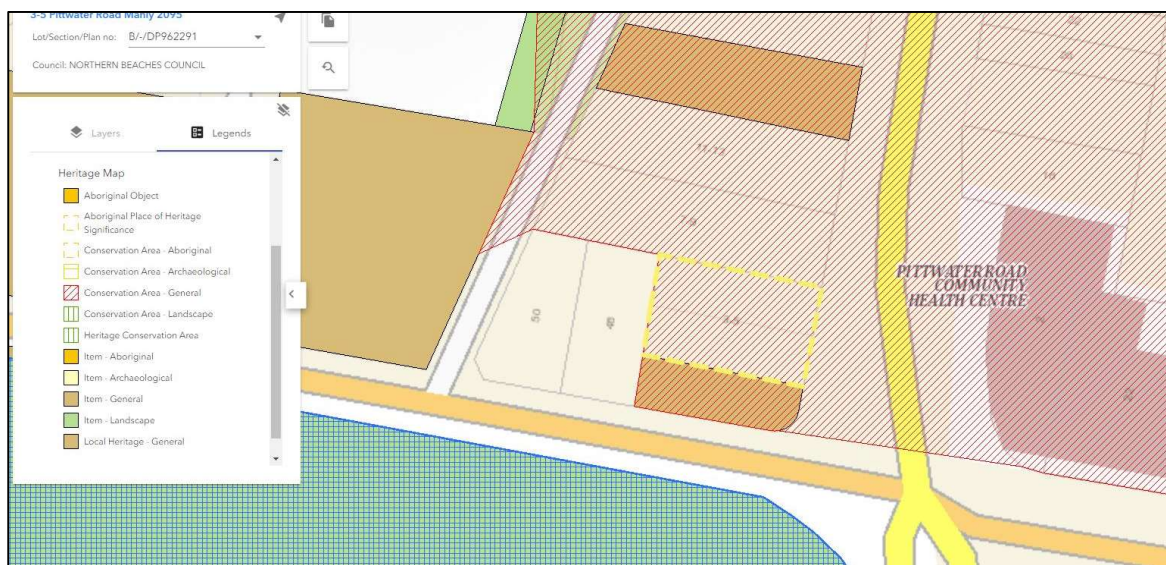 3-5 Pittwater Road Manly 2095
Lot/Section/Plan no: B/-/DP962291
Council: NORTHERN BEACHES COUNCIL
Layers
Legends
Heritage Map
Aboriginal Object
Aboriginal Place of Heritage
Significance
Conservation Area - Aboriginal
Conservation Area - Archaeological
Conservation Area - General
Conservation Area - Landscape
Heritage Conservation Area
Item - Aboriginal
Item - Archaeological
Item - General
Item - Landscape
Local Heritage - General
11-13
7-9
3-5
50
48
18
PITTWATER ROAD
COMMUNITY
HEALTH CENTRE